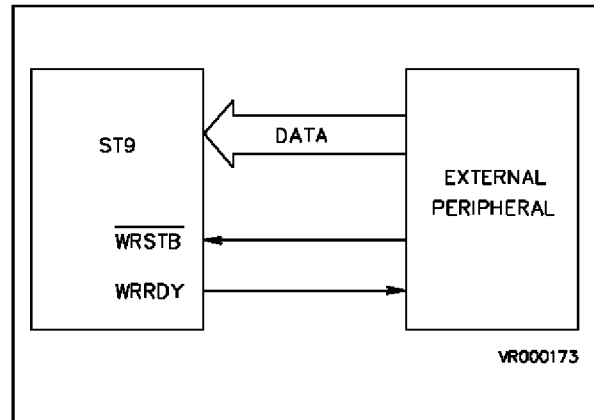 ST9
DATA
EXTERNAL
PERIPHERAL
WRSTB
WRRDY
VR000173